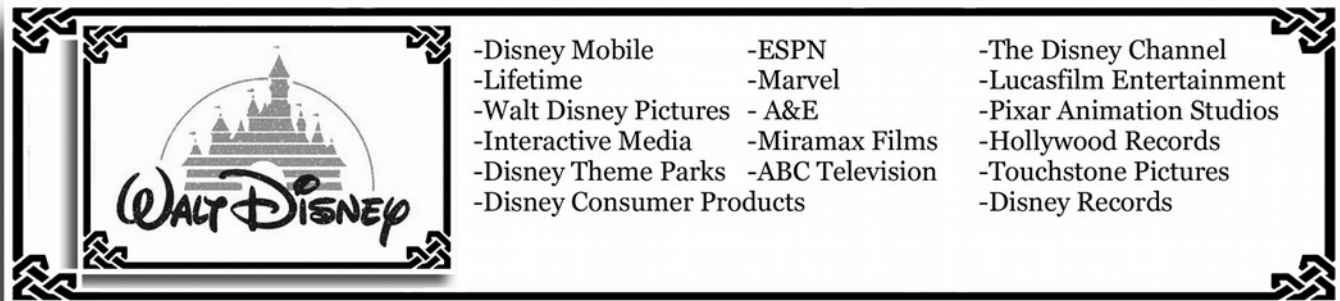 WALT DISNEY
-Disney Mobile
-Lifetime
-Walt Disney Pictures
-Interactive Media
-Disney Theme Parks
-Disney Consumer Products
-ESPN
-Marvel
- A&E
-Miramax Films
-ABC Television
-The Disney Channel
-Lucasfilm Entertainment
-Pixar Animation Studios
-Hollywood Records
-Touchstone Pictures
-Disney Records